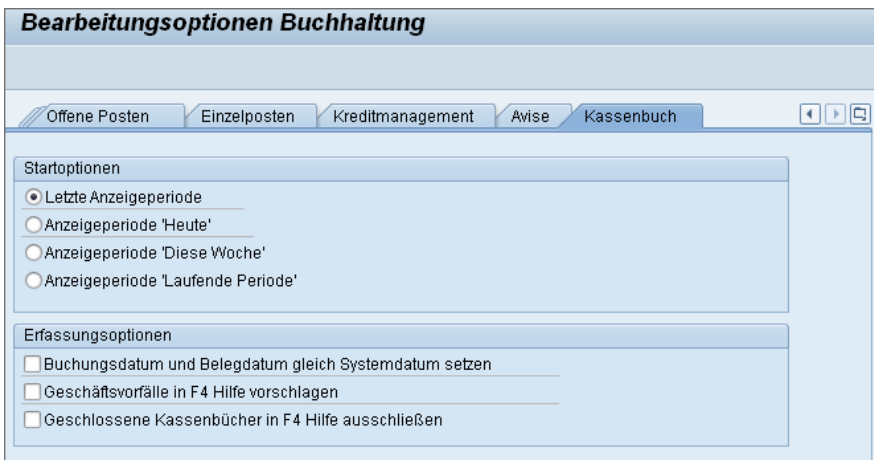 Bearbeitungsoptionen Buchhaltung
Offene Posten Einzelposten Kreditmanagement Avise Kassenbuch
Startoptionen
Letzte Anzeigeperiode
Anzeigeperiode 'Heute'
Anzeigeperiode 'Diese Woche'
Anzeigeperiode 'Laufende Periode'
Erfassungsoptionen
Buchungsdatum und Belegdatum gleich Systemdatum setzen
Geschäftsvorfälle in F4 Hilfe vorschlagen
Geschlossene Kassenbücher in F4 Hilfe ausschließen